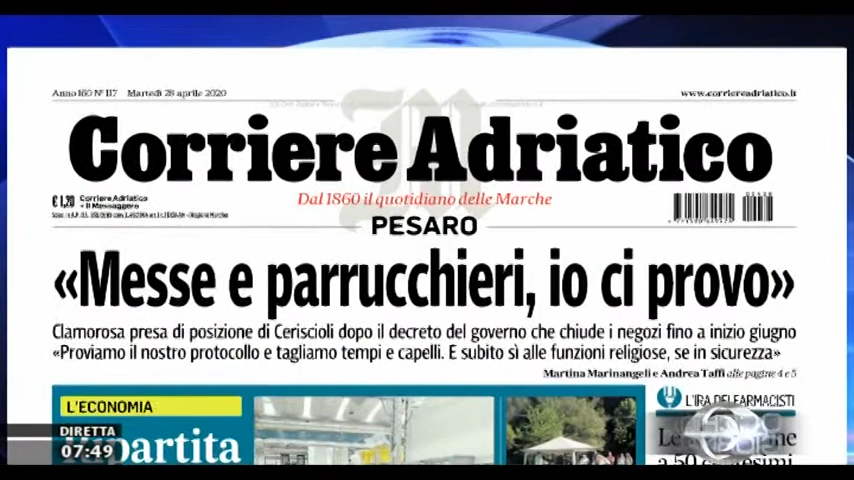 Anno 160 N° 117 Martedì 28 aprile 2020
www.corriereadriatico.it
Corriere Adriatico
€ 1,20 Corriere Adriatico
+ Il Messaggero
Dal 1860 il quotidiano delle Marche
PESARO
«Messe e parrucchieri, io ci provo»
Clamorosa presa di posizione di Ceriscioli dopo il decreto del governo che chiude i negozi fino a inizio giugno
«Proviamo il nostro protocollo e tagliamo tempi e capelli. E subito sì alle funzioni religiose, se in sicurezza»
Martina Marinangeli e Andrea Taffi alle pagine 4 e 5
L'ECONOMIA
L'IRA DEI FARMACISTI
Ripartita
Le
a 50 centesimi
DIRETTA
07:49